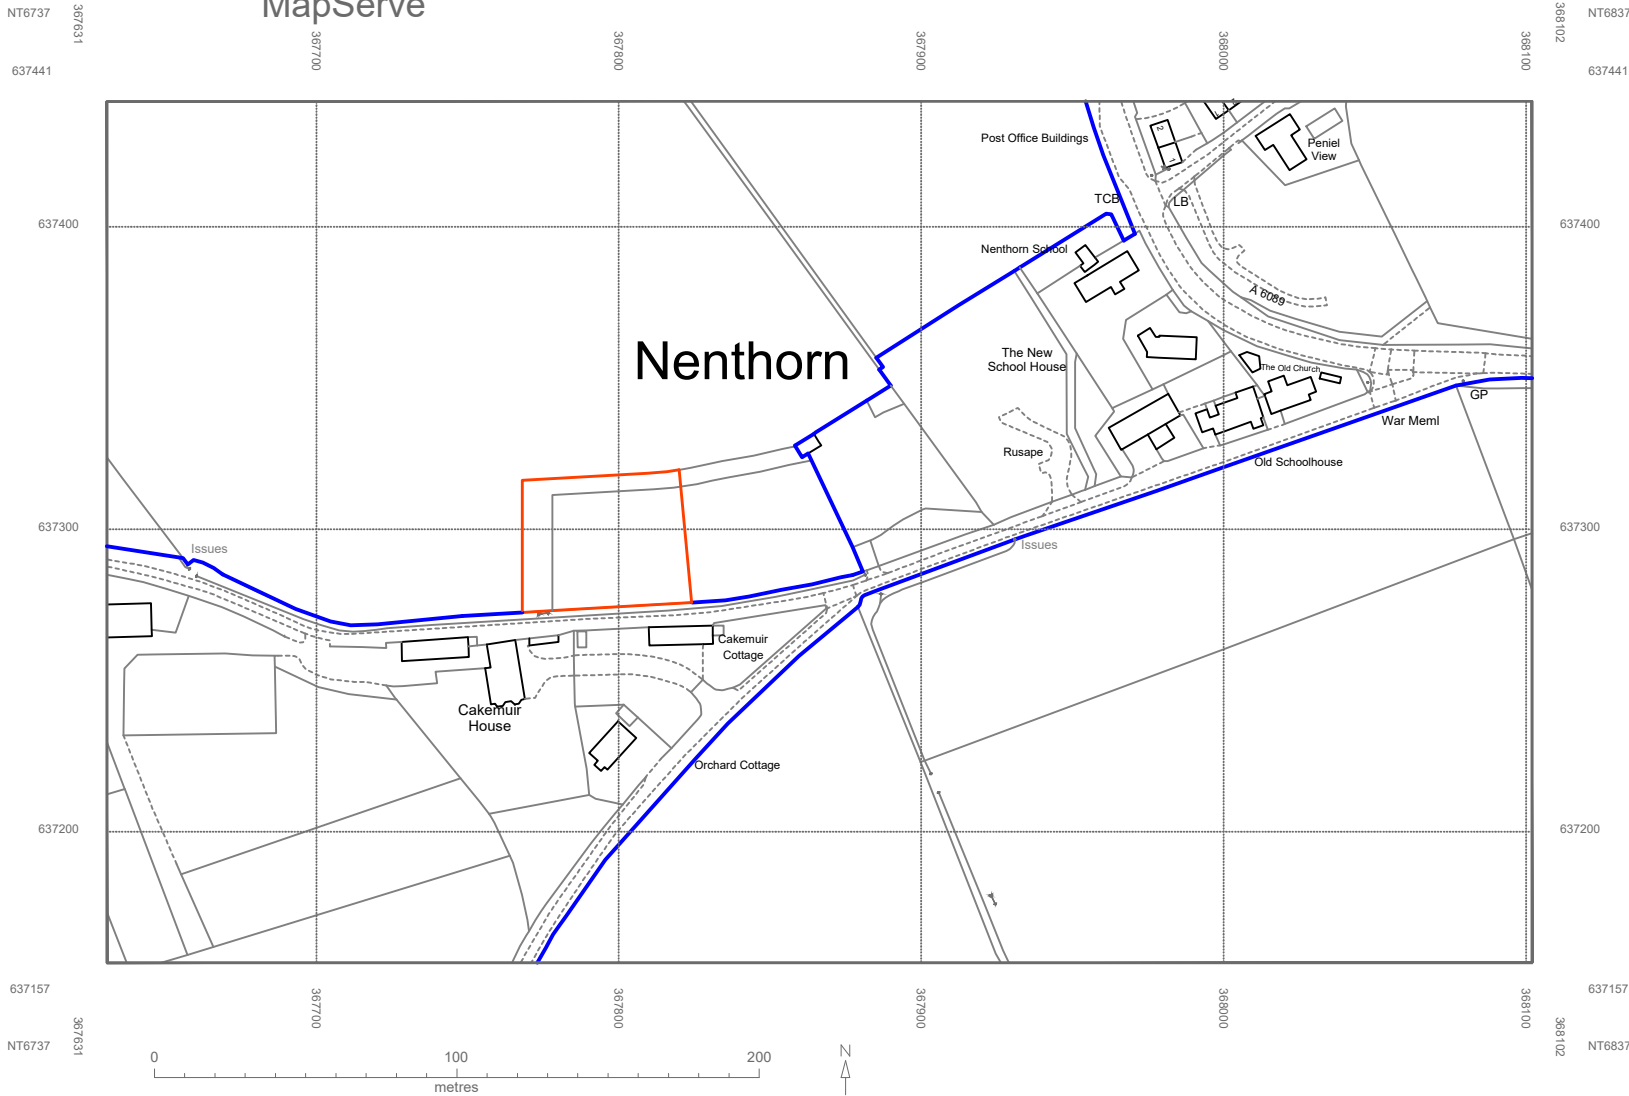 MapServe
NT6737
367631
368102
NT6837
367700
367800
367900
368000
368100
637441
637441
Post Office Buildings
2
1
Peniel
View
TCB
LB
637400
637400
Nenthorn School
A 6089
Nenthorn
The New
School House
The Old Church
GP
War Meml
Rusape
Old Schoolhouse
637300
637300
Issues
Issues
Cakemuir
Cottage
Cakemuir
House
Orchard Cottage
637200
637200
637157
637157
367700
367800
367900
368000
368100
367631
368102
NT6737
NT6837
0
100
200
metres
N